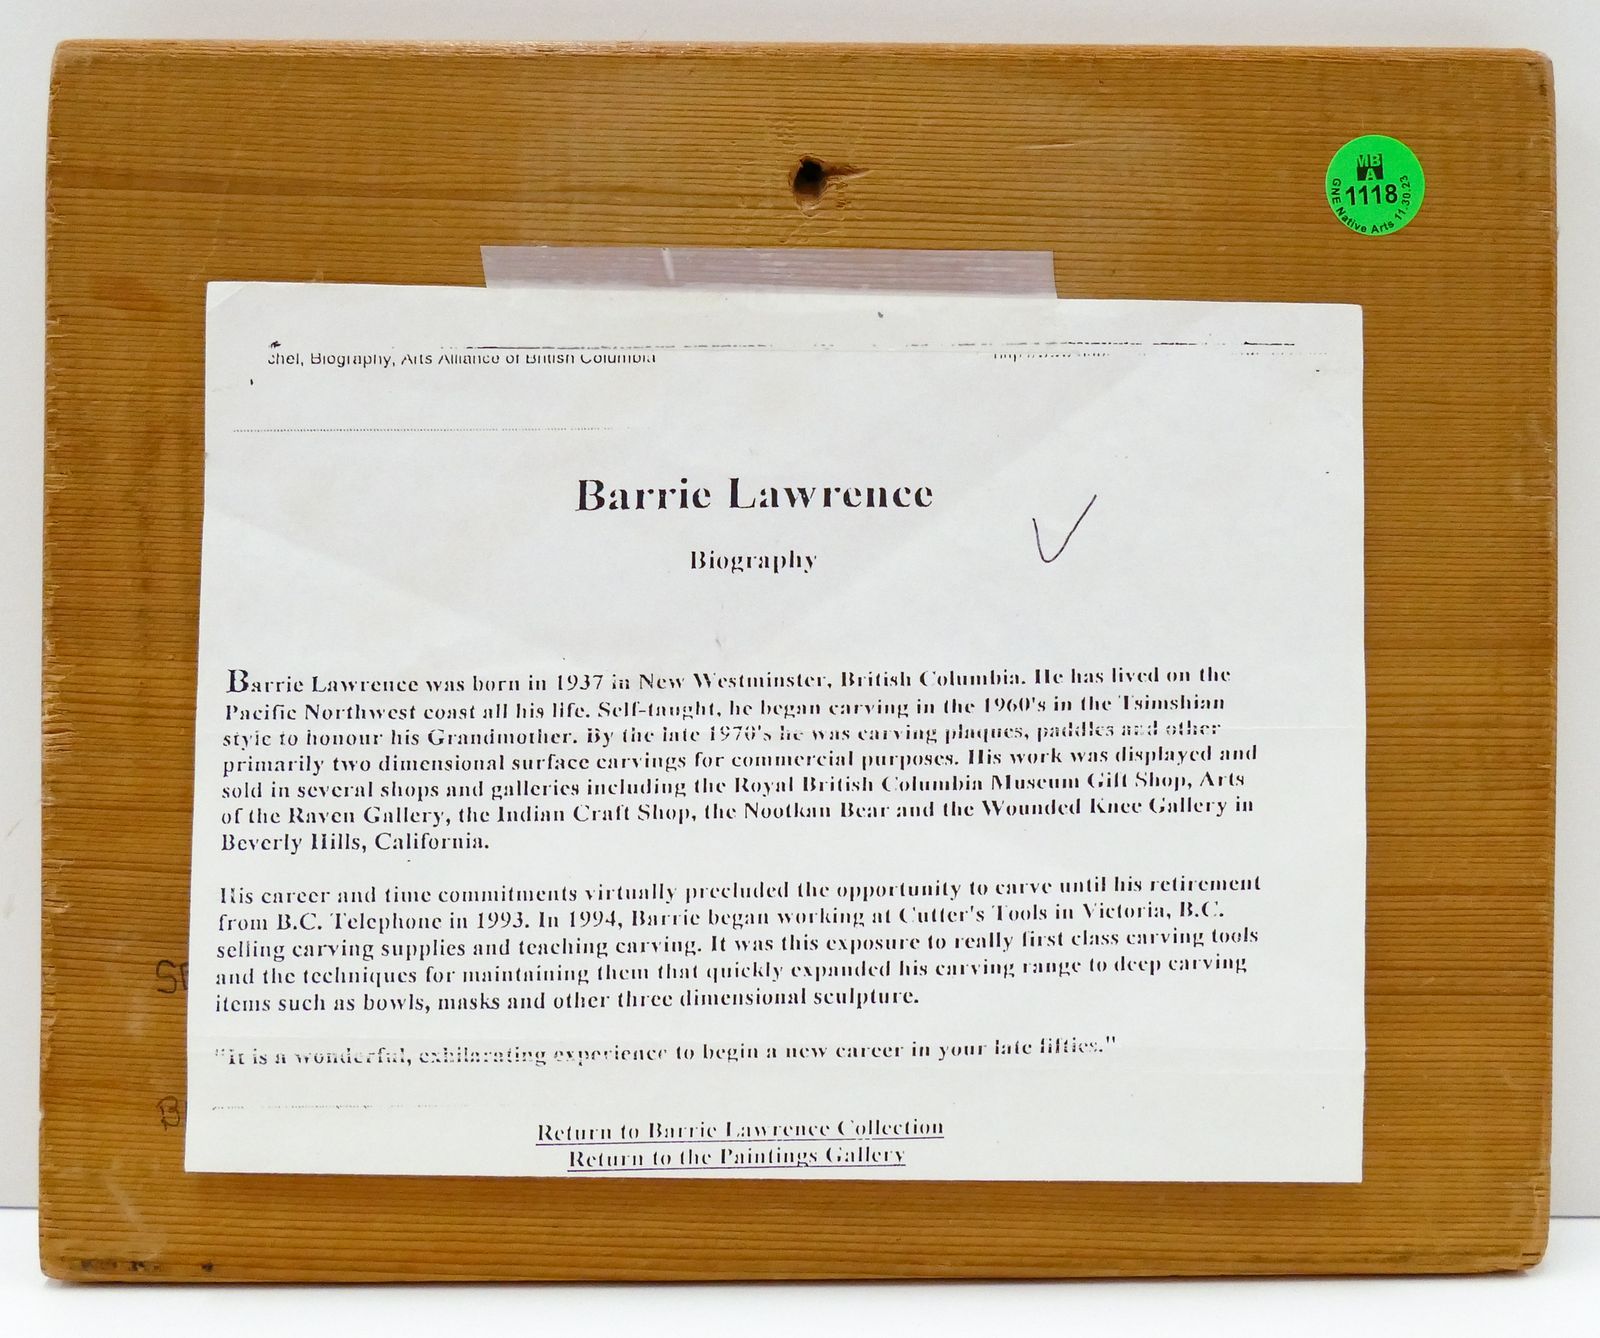 MB
A
1118
GNE Native Arts 11.30.23
chel, Biography, Arts Alliance of British Columbia
Barrie Lawrence
Biography
Barrie Lawrence was born in 1937 in New Westminster, British Columbia. He has lived on the
Pacific Northwest coast all his life. Self-taught, he began carving in the 1960's in the Tsimshian
style to honour his Grandmother. By the late 1970's he was carving plaques, paddles and other
primarily two dimensional surface carvings for commercial purposes. His work was displayed and
sold in several shops and galleries including the Royal British Columbia Museum Gift Shop, Arts
of the Raven Gallery, the Indian Craft Shop, the Nootkan Bear and the Wounded Knee Gallery in
Beverly Hills, California.
His career and time commitments virtually precluded the opportunity to carve until his retirement
from B.C. Telephone in 1993. In 1994, Barrie began working at Cutter's Tools in Victoria, B.C.
selling carving supplies and teaching carving. It was this exposure to really first class carving tools
and the techniques for maintaining them that quickly expanded his carving range to deep carving
items such as bowls, masks and other three dimensional sculpture.
"It is a wonderful, exhilarating experience to begin a new career in your late fifties."
Return to Barrie Lawrence Collection
Return to the Paintings Gallery